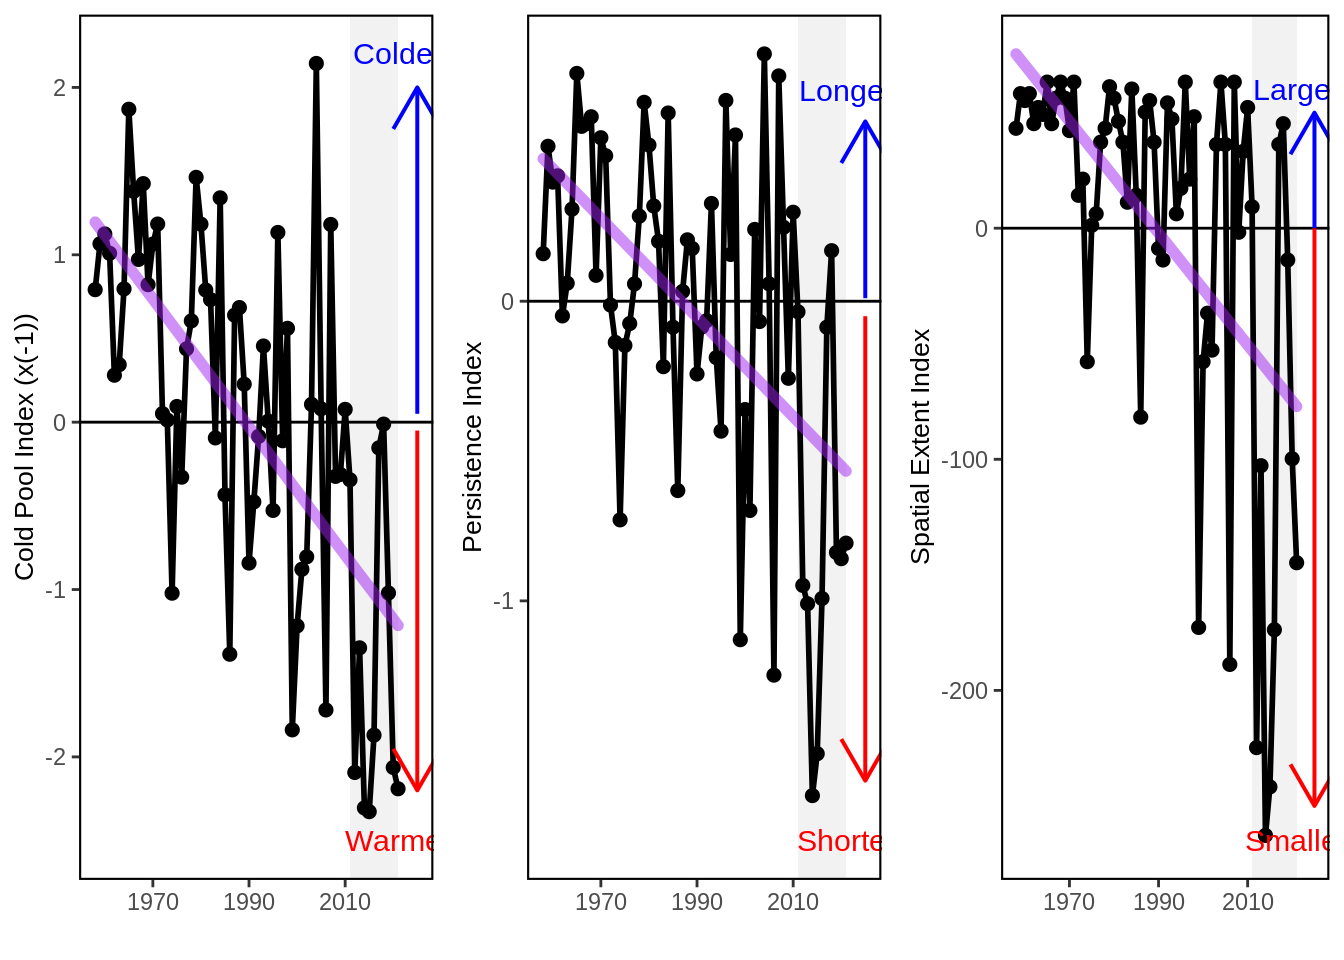 Cold Pool Index (x(-1))
2
1
0
-1
-2
Colde
Warme
1970 1990 2010
Persistence Index
0
-1
Longe
Shorte
1970 1990 2010
Spatial Extent Index
0
-100
-200
Large
Smalle
1970 1990 2010